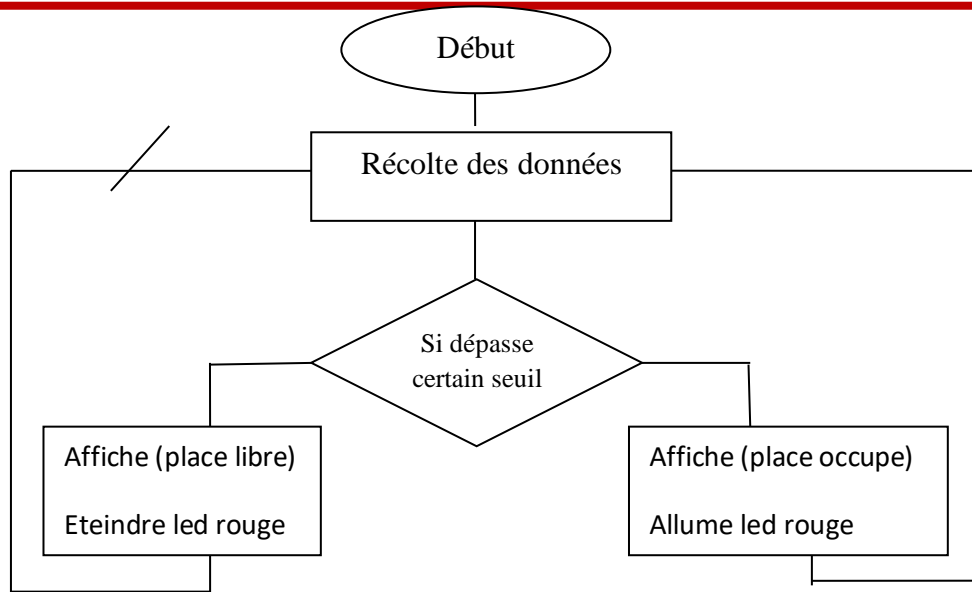 Début
Récolte des données
Si dépasse
certain seuil
Affiche (place libre)
Eteindre led rouge
Affiche (place occupe)
Allume led rouge